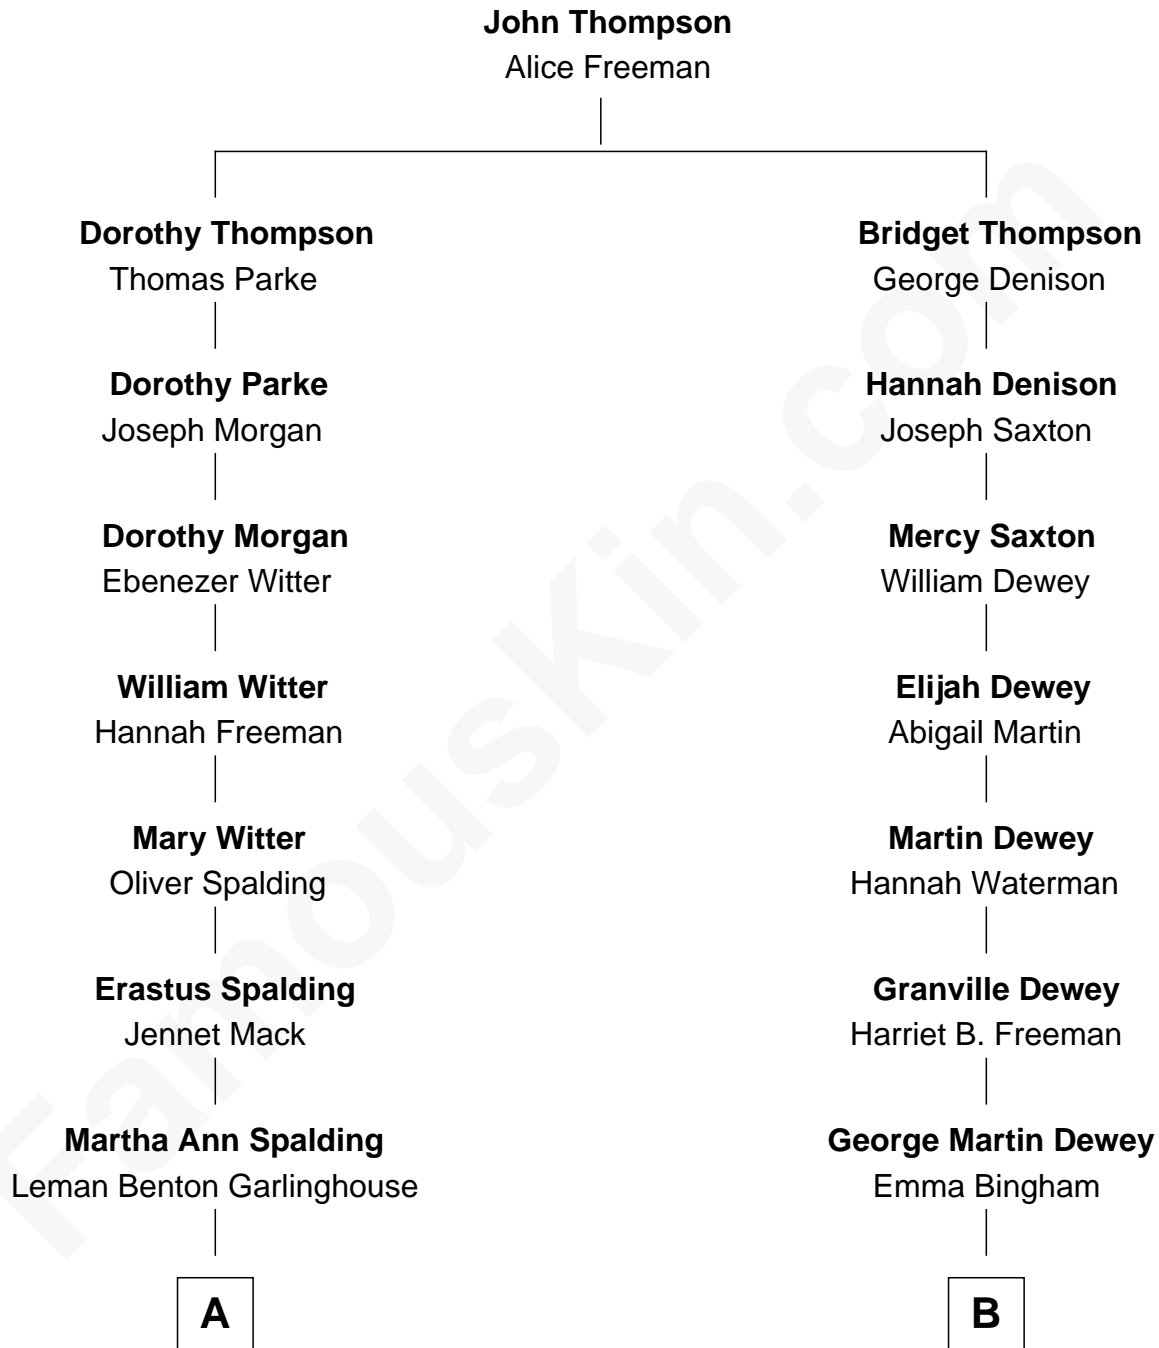 John Thompson
Alice Freeman
Dorothy Thompson
Thomas Parke
Bridget Thompson
George Denison
Dorothy Parke
Joseph Morgan
Hannah Denison
Joseph Saxton
Dorothy Morgan
Ebenezer Witter
Mercy Saxton
William Dewey
William Witter
Hannah Freeman
Elijah Dewey
Abigail Martin
Mary Witter
Oliver Spalding
Martin Dewey
Hannah Waterman
Erastus Spalding
Jennet Mack
Granville Dewey
Harriet B. Freeman
Martha Ann Spalding
Leman Benton Garlinghouse
George Martin Dewey
Emma Bingham
A
B
FamousKin.com